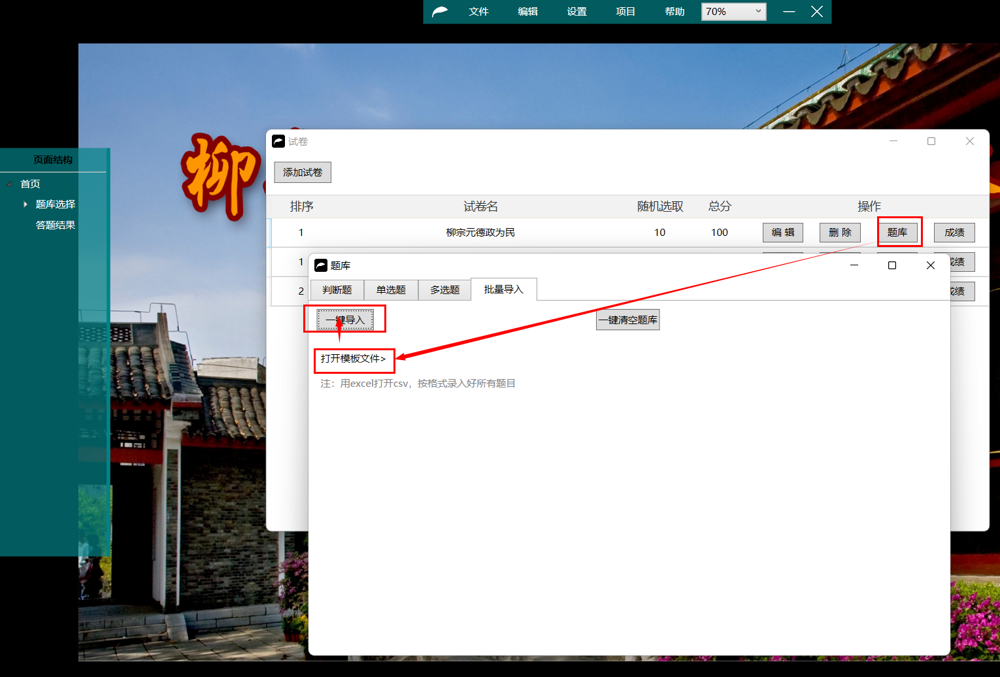 文件 编辑 设置 项目 帮助 70%
柳
页面结构
首页
题库选择
答题结果
试卷
添加试卷
排序 试卷名 随机选取 总分 操作
1 柳宗元德政为民 10 100 编 辑 删 除 题库 成绩
1 成绩
2 成绩
题库
判断题 单选题 多选题 批量导入
一键导入 一键清空题库
打开模板文件>
注：用excel打开csv，按格式录入好所有题目